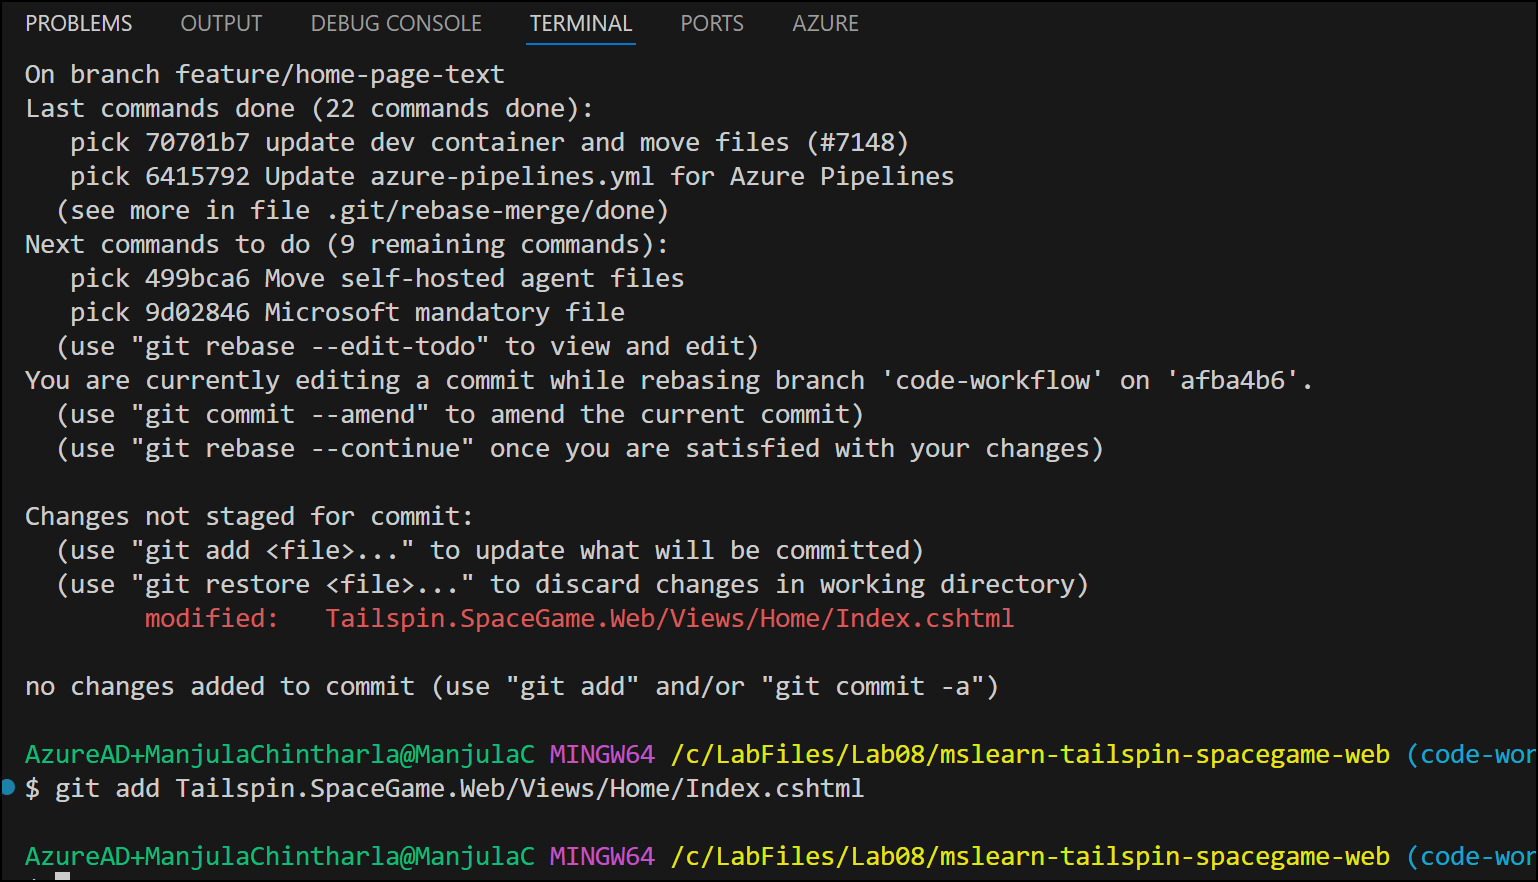 PROBLEMS OUTPUT DEBUG CONSOLE TERMINAL PORTS AZURE
On branch feature/home-page-text
Last commands done (22 commands done):
   pick 70701b7 update dev container and move files (#7148)
   pick 6415792 Update azure-pipelines.yml for Azure Pipelines
  (see more in file .git/rebase-merge/done)
Next commands to do (9 remaining commands):
   pick 499bca6 Move self-hosted agent files
   pick 9d02846 Microsoft mandatory file
  (use "git rebase --edit-todo" to view and edit)
You are currently editing a commit while rebasing branch 'code-workflow' on 'afba4b6'.
  (use "git commit --amend" to amend the current commit)
  (use "git rebase --continue" once you are satisfied with your changes)
Changes not staged for commit:
  (use "git add <file>..." to update what will be committed)
  (use "git restore <file>..." to discard changes in working directory)
        modified:   Tailspin.SpaceGame.Web/Views/Home/Index.cshtml
no changes added to commit (use "git add" and/or "git commit -a")
AzureAD+ManjulaChintharla@ManjulaC MINGW64 /c/LabFiles/Lab08/mslearn-tailspin-spacegame-web (code-wor
$ git add Tailspin.SpaceGame.Web/Views/Home/Index.cshtml
AzureAD+ManjulaChintharla@ManjulaC MINGW64 /c/LabFiles/Lab08/mslearn-tailspin-spacegame-web (code-wor